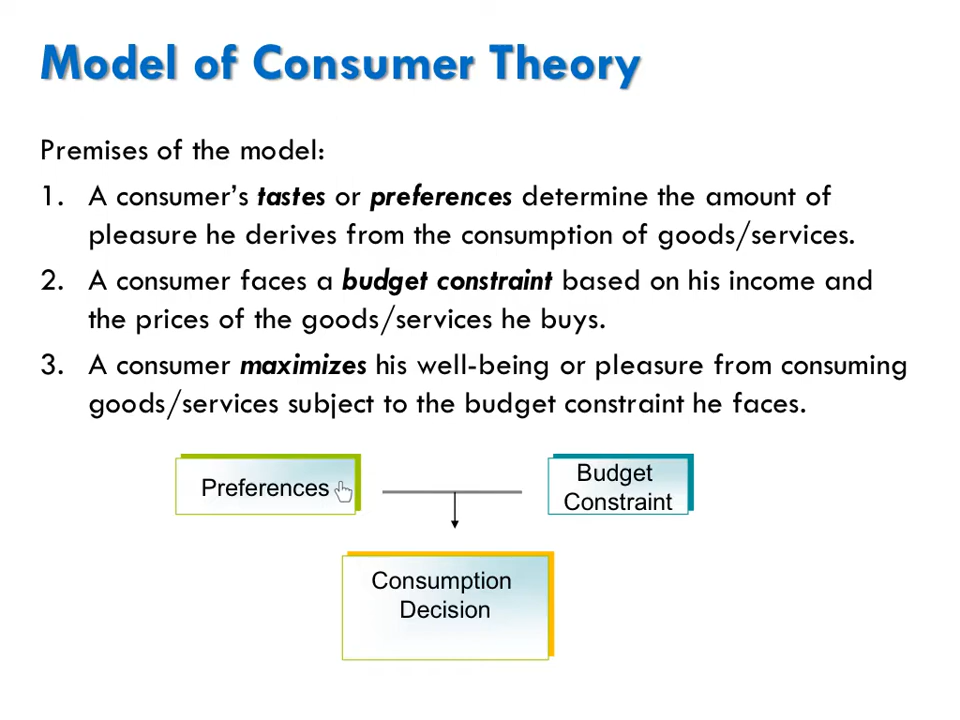 Model of Consumer Theory
Premises of the model:
1. A consumer’s tastes or preferences determine the amount of
pleasure he derives from the consumption of goods/services.
2. A consumer faces a budget constraint based on his income and
the prices of the goods/services he buys.
3. A consumer maximizes his well-being or pleasure from consuming
goods/services subject to the budget constraint he faces.
Preferences
Budget
Constraint
Consumption
Decision